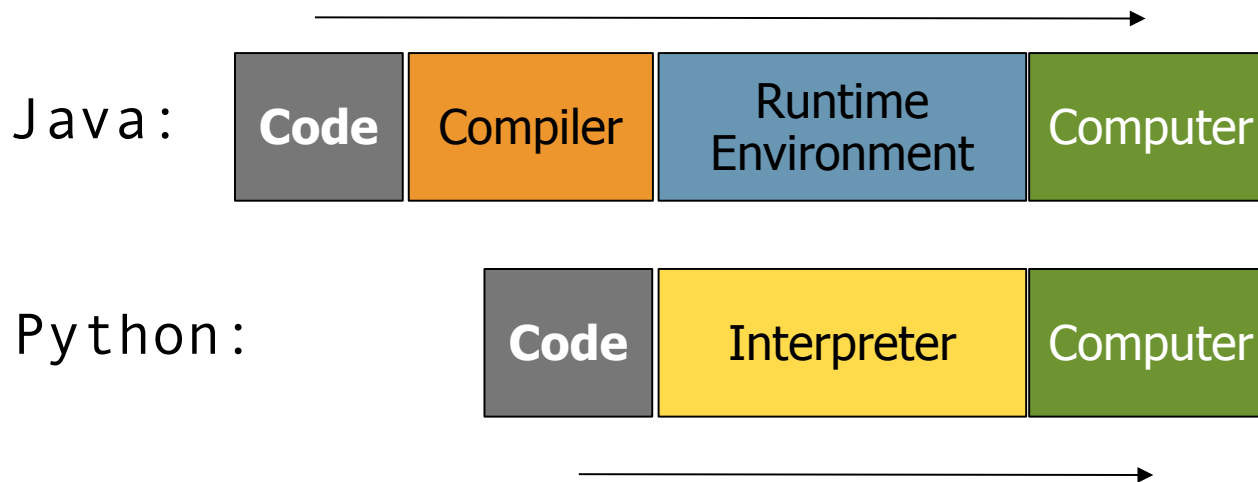 Java:
Code
Compiler
Runtime
Environment
Computer
Python:
Code
Interpreter
Computer